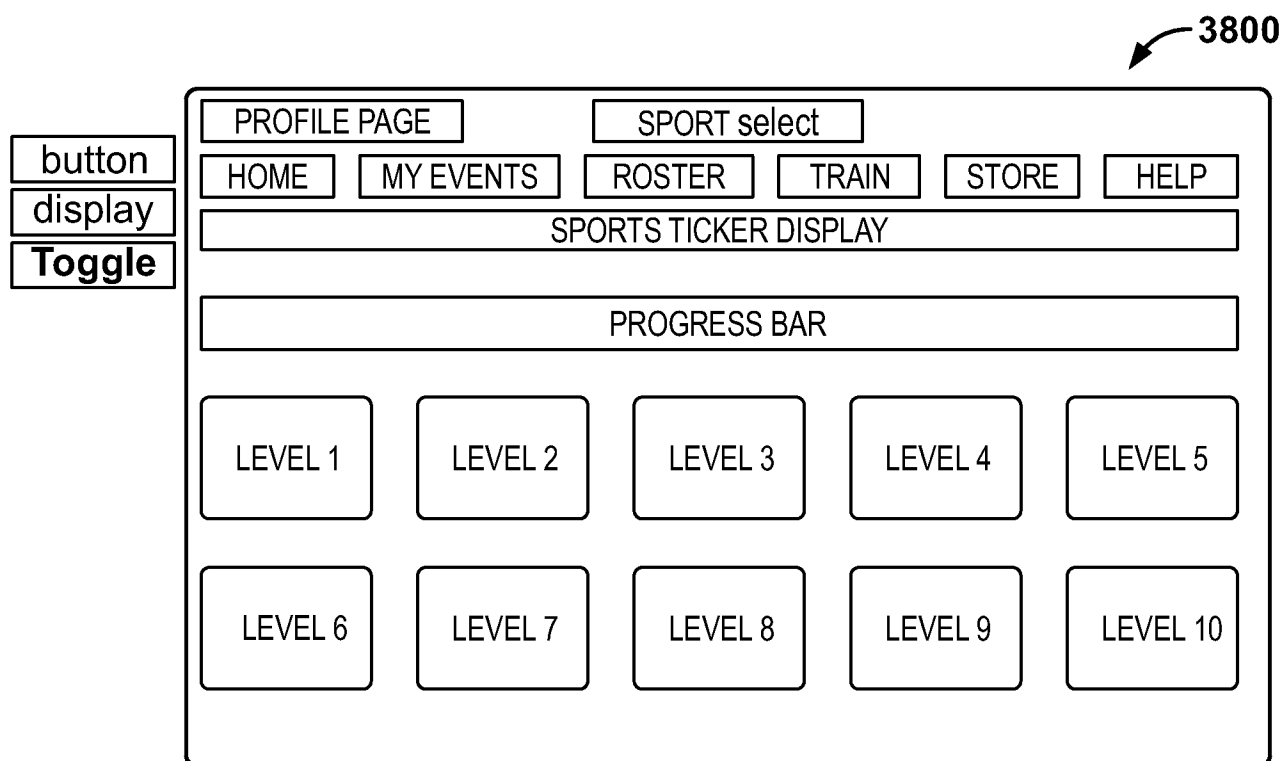 3800
PROFILE PAGE
SPORT select
button
display
Toggle
HOME
MY EVENTS
ROSTER
TRAIN
STORE
HELP
SPORTS TICKER DISPLAY
PROGRESS BAR
LEVEL 1
LEVEL 2
LEVEL 3
LEVEL 4
LEVEL 5
LEVEL 6
LEVEL 7
LEVEL 8
LEVEL 9
LEVEL 10